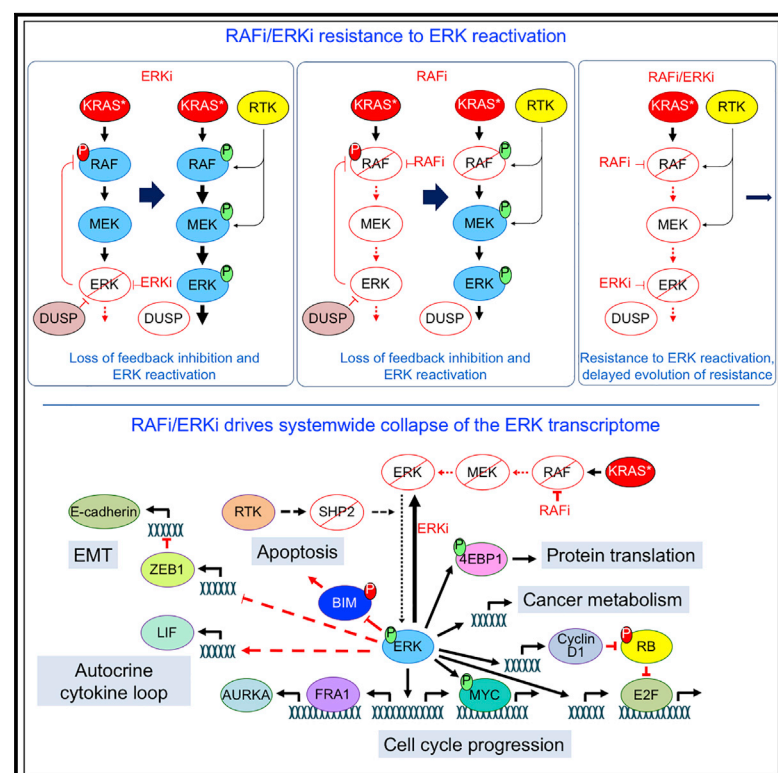 RAFi/ERKi resistance to ERK reactivation
ERKi
KRAS*
KRAS*
RTK
P
RAF
RAF
P
MEK
MEK
P
ERK
ERKi
ERK
P
DUSP
DUSP
Loss of feedback inhibition and
ERK reactivation
RAFi
KRAS*
KRAS*
RTK
P
RAF
RAFi
RAF
P
MEK
MEK
P
ERK
ERK
P
DUSP
DUSP
Loss of feedback inhibition and
ERK reactivation
RAFi/ERKi
KRAS*
RTK
RAFi
RAF
MEK
ERKi
ERK
DUSP
Resistance to ERK reactivation,
delayed evolution of resistance
RAFi/ERKi drives systemwide collapse of the ERK transcriptome
ERK
MEK
RAF
KRAS*
RAFi
E-cadherin
RTK
SHP2
ERKi
EMT
Apoptosis
P
4EBP1
Protein translation
ZEB1
BIM
P
Cancer metabolism
LIF
P
ERK
Cyclin
D1
P
RB
Autocrine
cytokine loop
AURKA
FRA1
P
MYC
E2F
Cell cycle progression